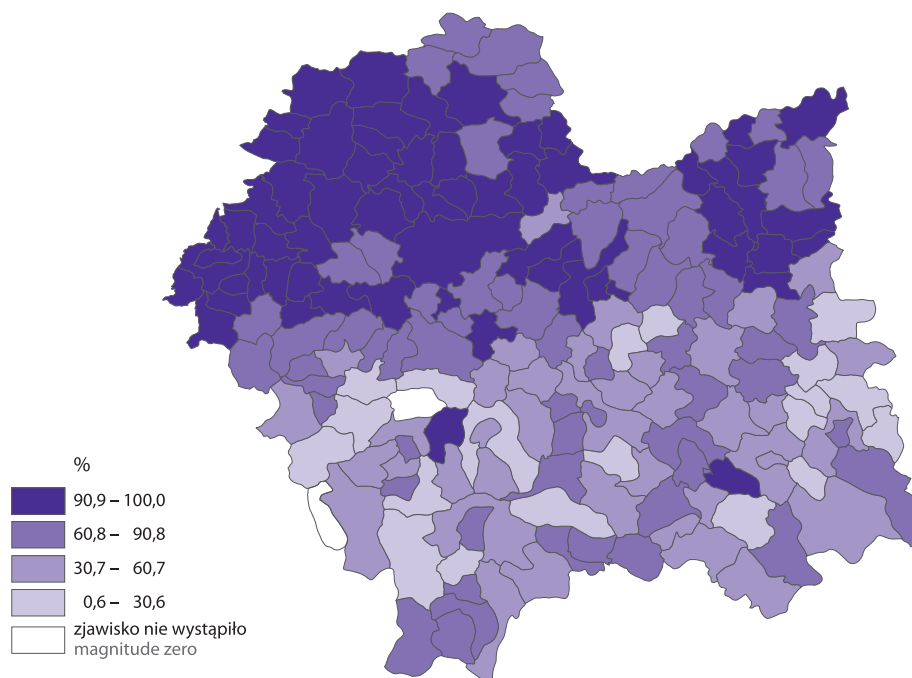 %
90,9 – 100,0
60,8 – 90,8
30,7 – 60,7
0,6 – 30,6
zjawisko nie wystąpiło
magnitude zero